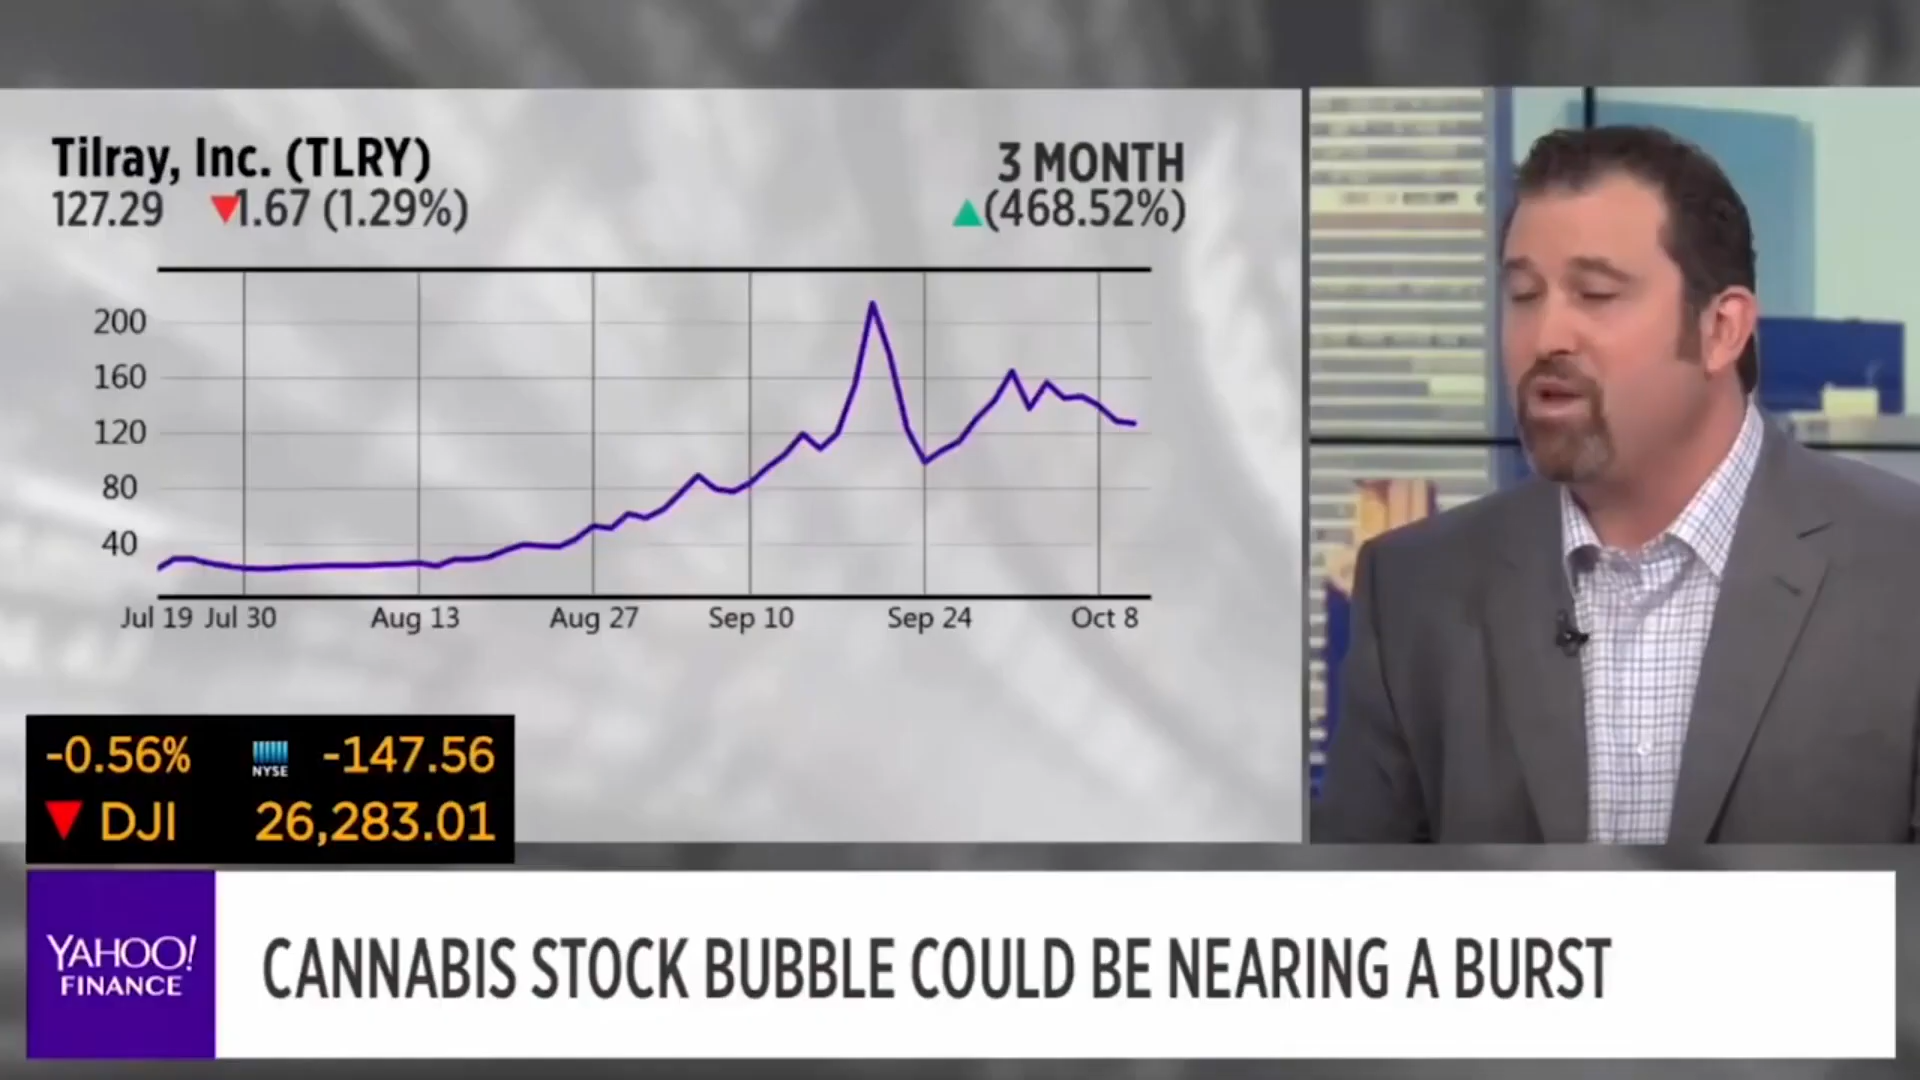 Tilray, Inc. (TLRY)
127.29 ▼1.67 (1.29%)
3 MONTH
▲(468.52%)
200
160
120
80
40
Jul 19 Jul 30 Aug 13 Aug 27 Sep 10 Sep 24 Oct 8
-0.56% NYSE -147.56
▼ DJI 26,283.01
YAHOO!
FINANCE
CANNABIS STOCK BUBBLE COULD BE NEARING A BURST